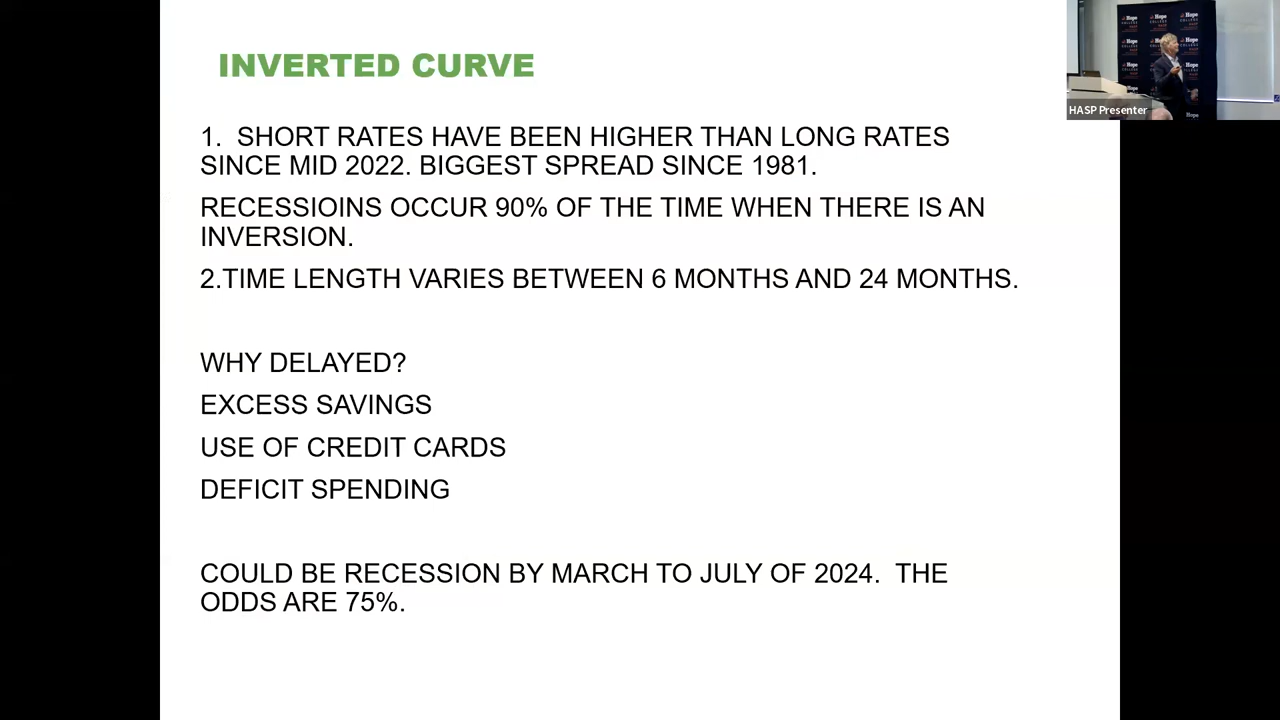 INVERTED CURVE
1. SHORT RATES HAVE BEEN HIGHER THAN LONG RATES
SINCE MID 2022. BIGGEST SPREAD SINCE 1981.
RECESSIOINS OCCUR 90% OF THE TIME WHEN THERE IS AN
INVERSION.
2.TIME LENGTH VARIES BETWEEN 6 MONTHS AND 24 MONTHS.
WHY DELAYED?
EXCESS SAVINGS
USE OF CREDIT CARDS
DEFICIT SPENDING
COULD BE RECESSION BY MARCH TO JULY OF 2024. THE
ODDS ARE 75%.
Hope Hope Hope
HASP Presenter